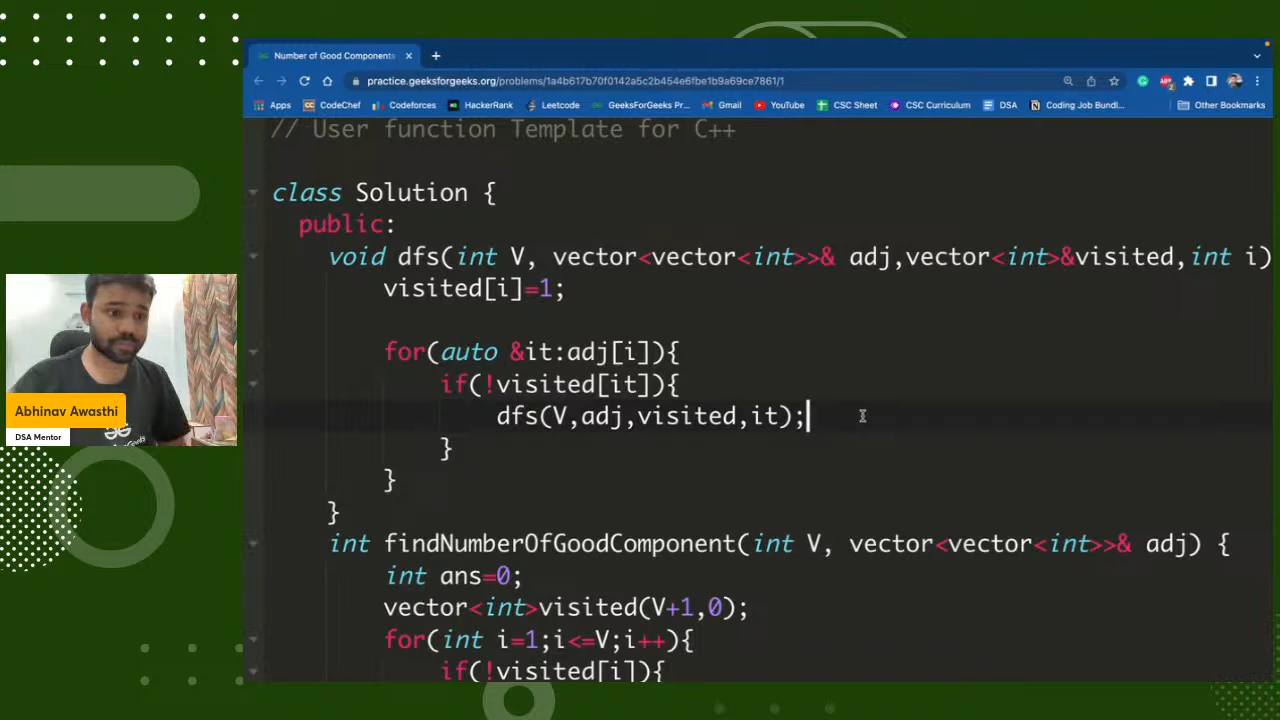 Number of Good Components
practice.geeksforgeeks.org/problems/1a4b617b70f0142a5c2b454e6fbe1b9a69ce7861/1
Apps CodeChef Codeforces HackerRank Leetcode GeeksForGeeks Pr... Gmail YouTube CSC Sheet CSC Curriculum DSA Coding Job Bundl... Other Bookmarks
// User function Template for C++
class Solution {
public:
void dfs(int V, vector<vector<int>>& adj,vector<int>&visited,int i)
visited[i]=1;
for(auto &it:adj[i]){
if(!visited[it]){
dfs(V,adj,visited,it);
}
}
}
int findNumberOfGoodComponent(int V, vector<vector<int>>& adj) {
int ans=0;
vector<int>visited(V+1,0);
for(int i=1;i<=V;i++){
if(!visited[i]){
Abhinav Awasthi
DSA Mentor